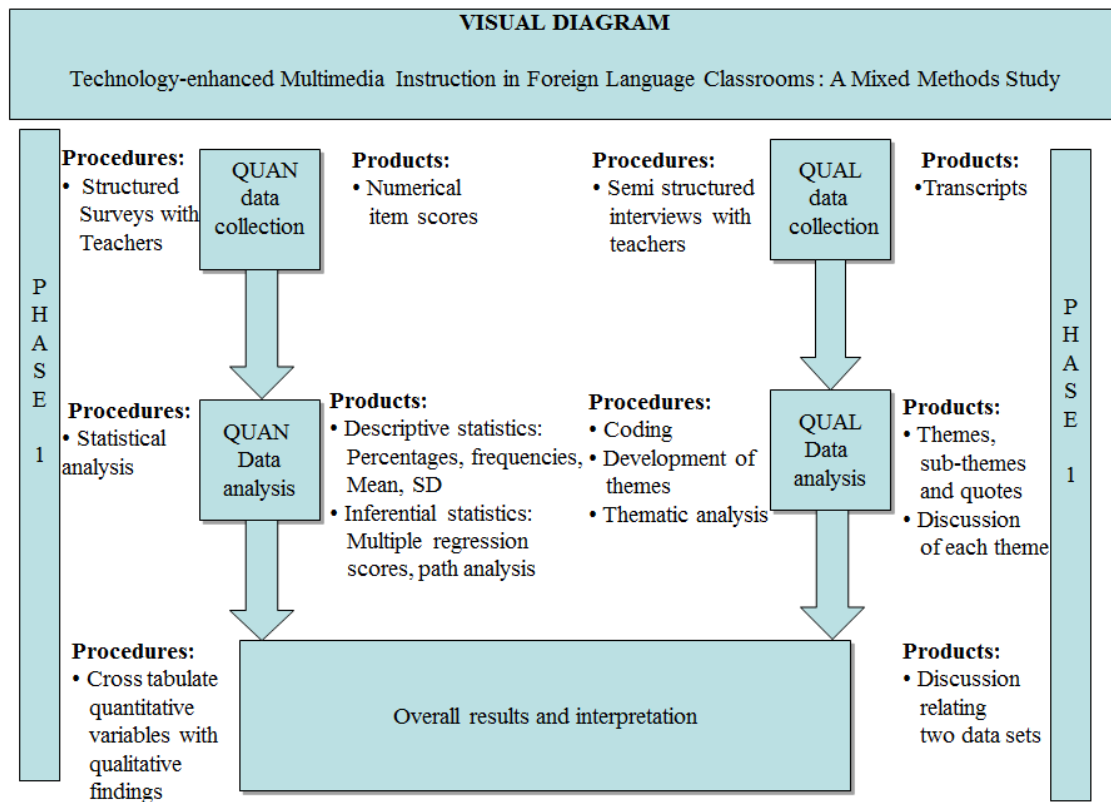 VISUAL DIAGRAM
Technology-enhanced Multimedia Instruction in Foreign Language Classrooms : A Mixed Methods Study
P
H
A
S
E
1
Procedures:
• Structured
Surveys with
Teachers
QUAN
data
collection
Products:
• Numerical
item scores
Procedures:
• Semi structured
interviews with
teachers
QUAL
data
collection
Products:
•Transcripts
Procedures:
• Statistical
analysis
QUAN
Data
analysis
Products:
• Descriptive statistics:
Percentages, frequencies,
Mean, SD
• Inferential statistics:
Multiple regression
scores, path analysis
Procedures:
• Coding
• Development of
themes
• Thematic analysis
QUAL
Data
analysis
Products:
• Themes,
sub-themes
and quotes
• Discussion
of each theme
Procedures:
• Cross tabulate
quantitative
variables with
qualitative
findings
Overall results and interpretation
Products:
• Discussion
relating
two data sets
P
H
A
S
E
1